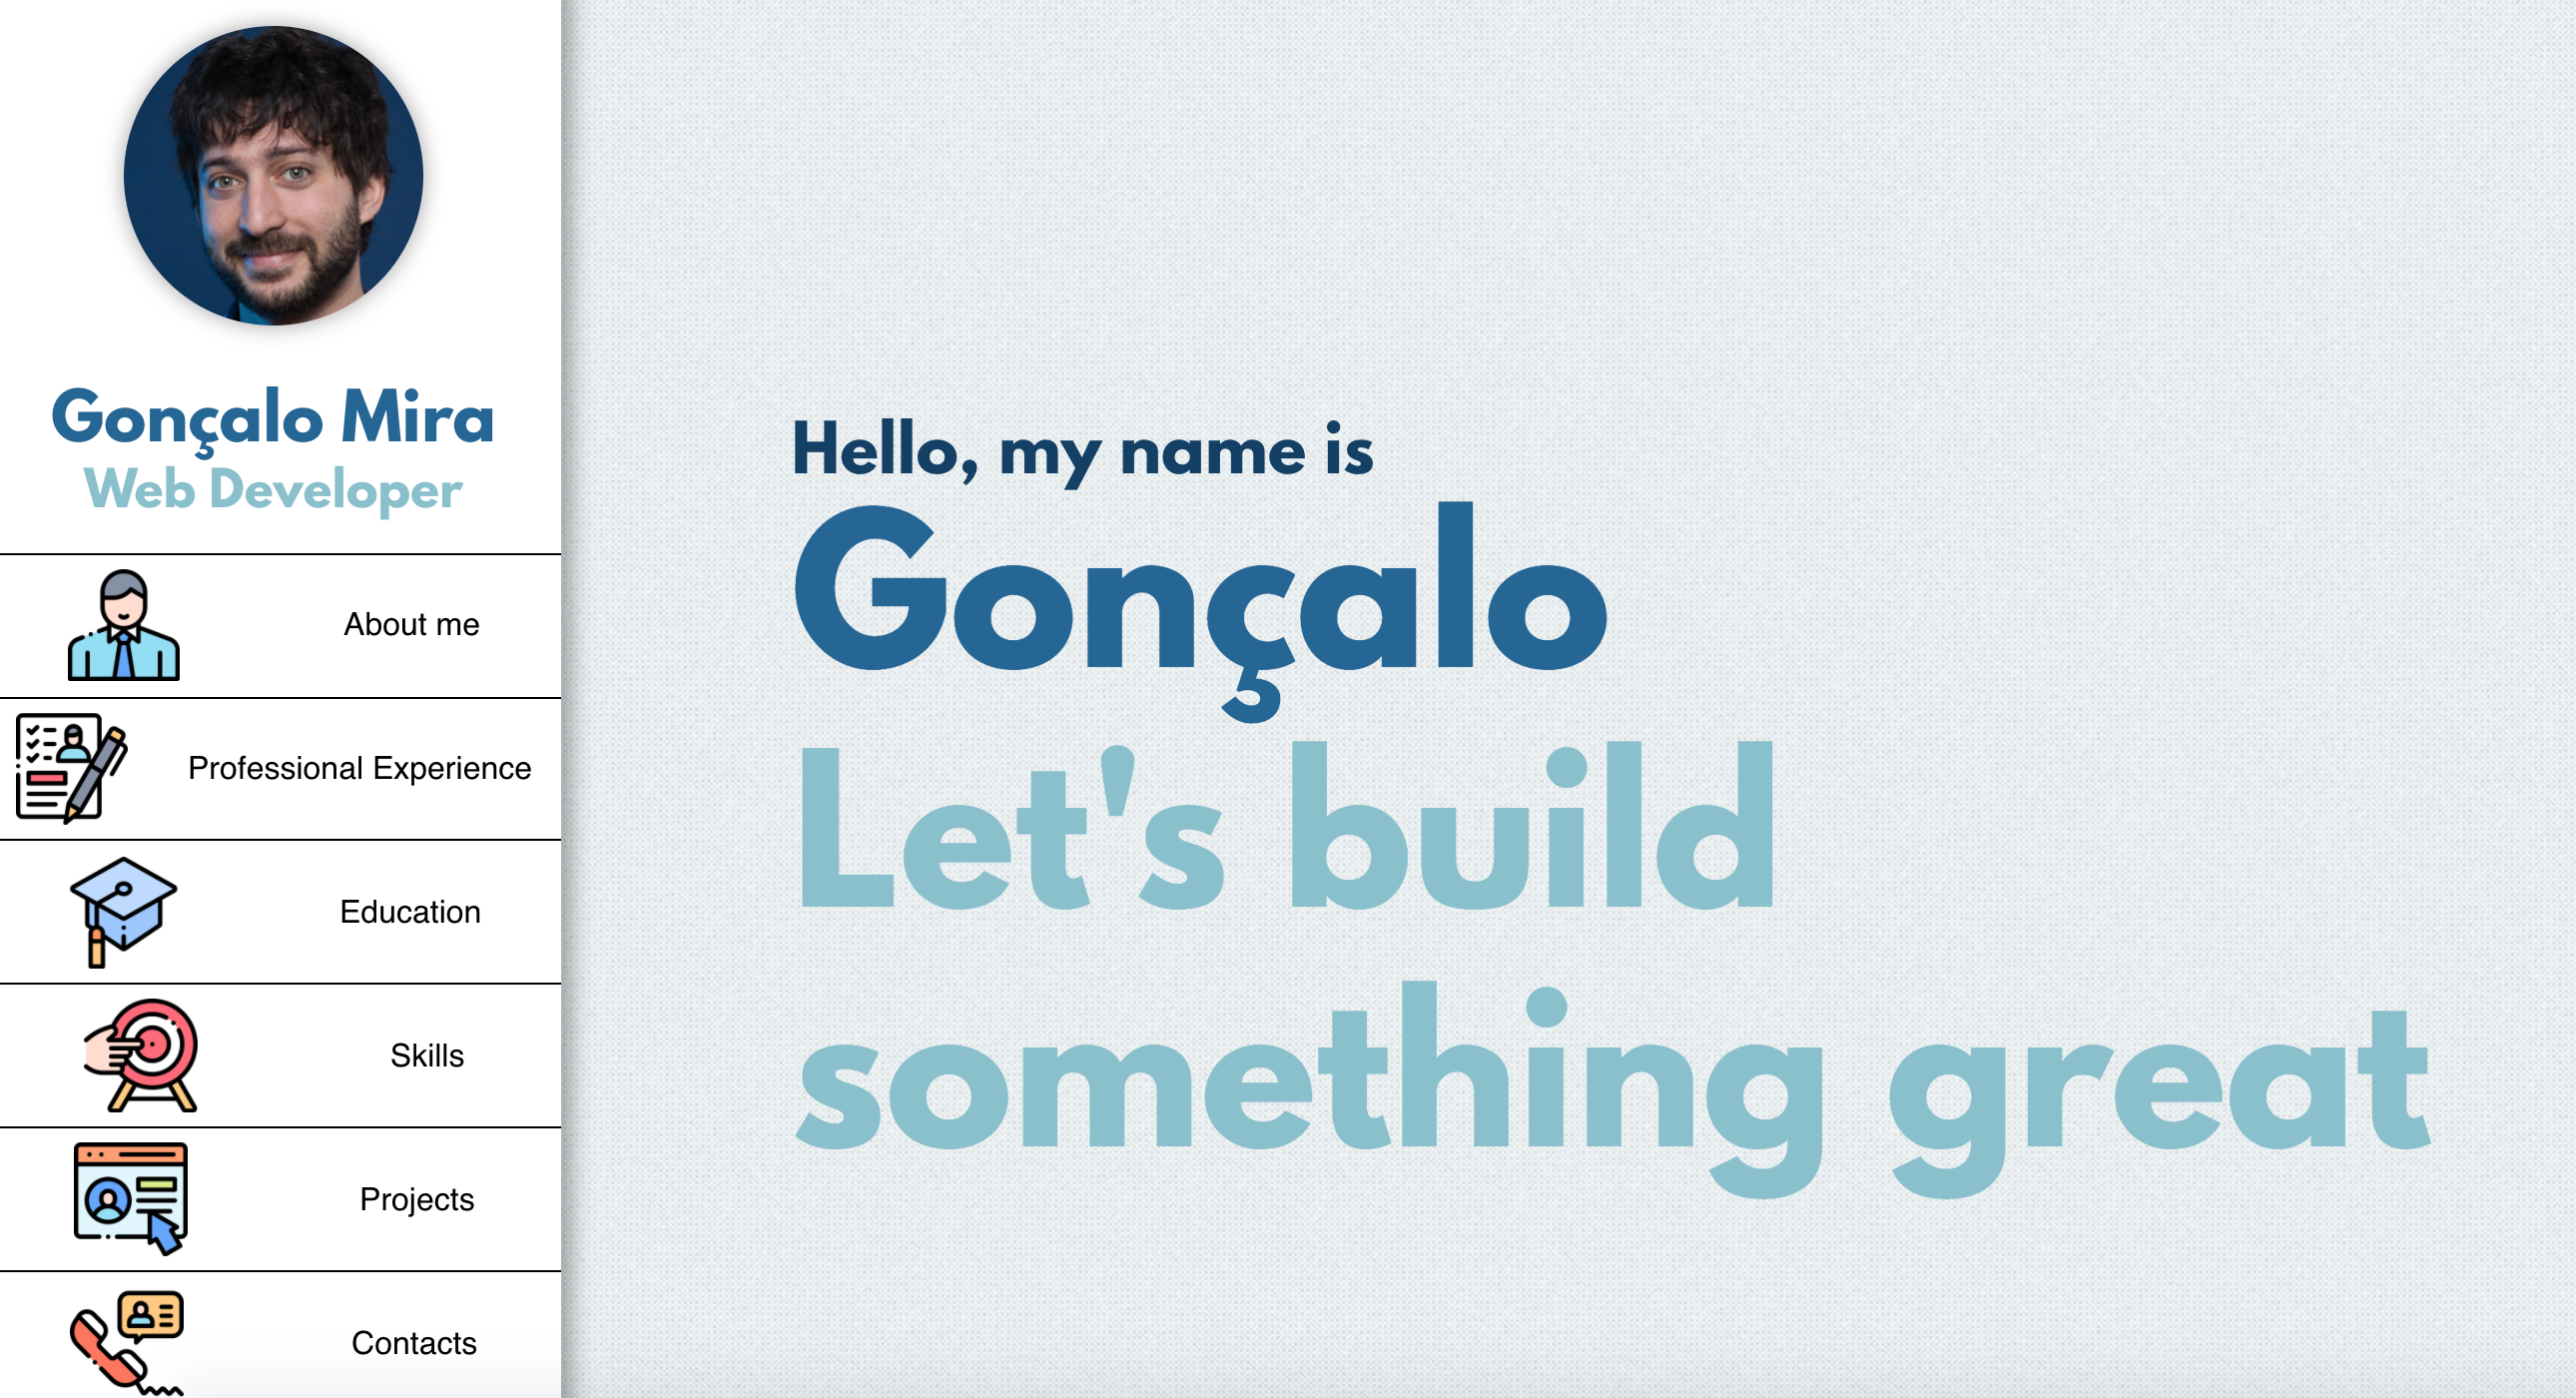 Gonçalo Mira
Web Developer
About me
Professional Experience
Education
Skills
Projects
Contacts
Hello, my name is
Gonçalo
Let's build
something great